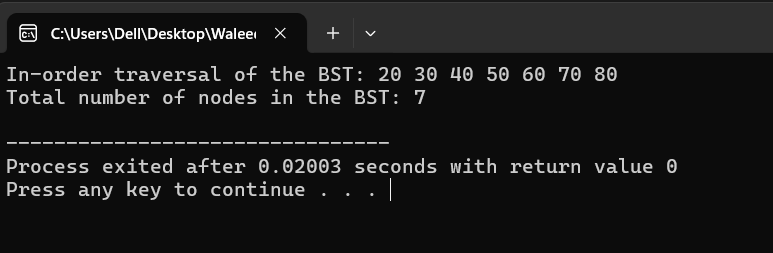 C:\Users\Dell\Desktop\Walee
In-order traversal of the BST: 20 30 40 50 60 70 80
Total number of nodes in the BST: 7
--------------------------------
Process exited after 0.02003 seconds with return value 0
Press any key to continue . . .